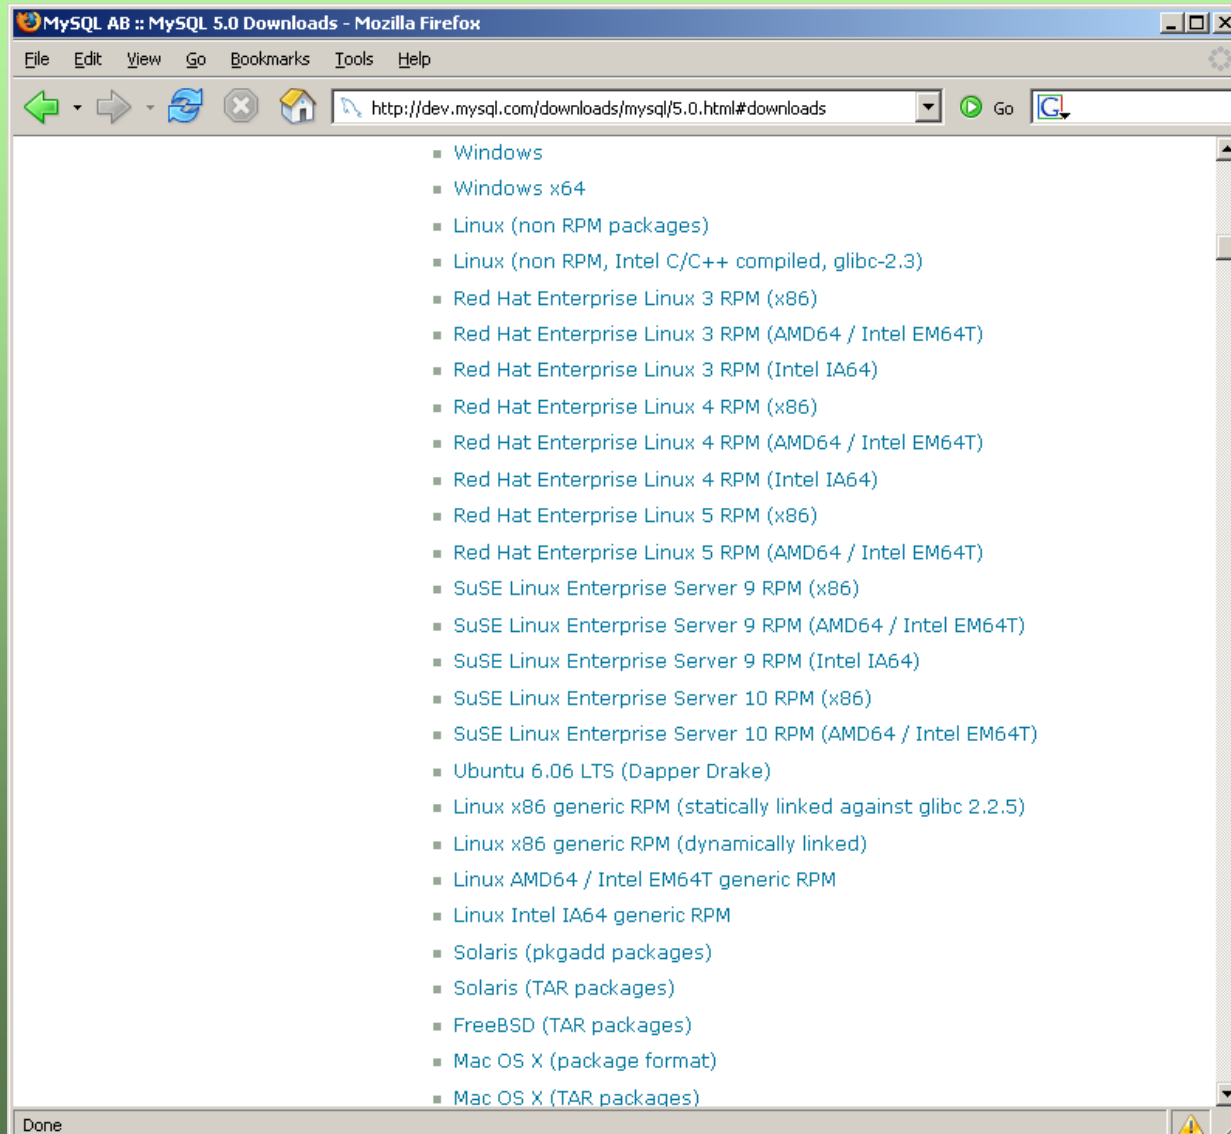 MySQL AB :: MySQL 5.0 Downloads - Mozilla Firefox
File Edit View Go Bookmarks Tools Help
http://dev.mysql.com/downloads/mysql/5.0.html#downloads Go G
Windows
Windows x64
Linux (non RPM packages)
Linux (non RPM, Intel C/C++ compiled, glibc-2.3)
Red Hat Enterprise Linux 3 RPM (x86)
Red Hat Enterprise Linux 3 RPM (AMD64 / Intel EM64T)
Red Hat Enterprise Linux 3 RPM (Intel IA64)
Red Hat Enterprise Linux 4 RPM (x86)
Red Hat Enterprise Linux 4 RPM (AMD64 / Intel EM64T)
Red Hat Enterprise Linux 4 RPM (Intel IA64)
Red Hat Enterprise Linux 5 RPM (x86)
Red Hat Enterprise Linux 5 RPM (AMD64 / Intel EM64T)
SuSE Linux Enterprise Server 9 RPM (x86)
SuSE Linux Enterprise Server 9 RPM (AMD64 / Intel EM64T)
SuSE Linux Enterprise Server 9 RPM (Intel IA64)
SuSE Linux Enterprise Server 10 RPM (x86)
SuSE Linux Enterprise Server 10 RPM (AMD64 / Intel EM64T)
Ubuntu 6.06 LTS (Dapper Drake)
Linux x86 generic RPM (statically linked against glibc 2.2.5)
Linux x86 generic RPM (dynamically linked)
Linux AMD64 / Intel EM64T generic RPM
Linux Intel IA64 generic RPM
Solaris (pkgadd packages)
Solaris (TAR packages)
FreeBSD (TAR packages)
Mac OS X (package format)
Mac OS X (TAR packages)
Done